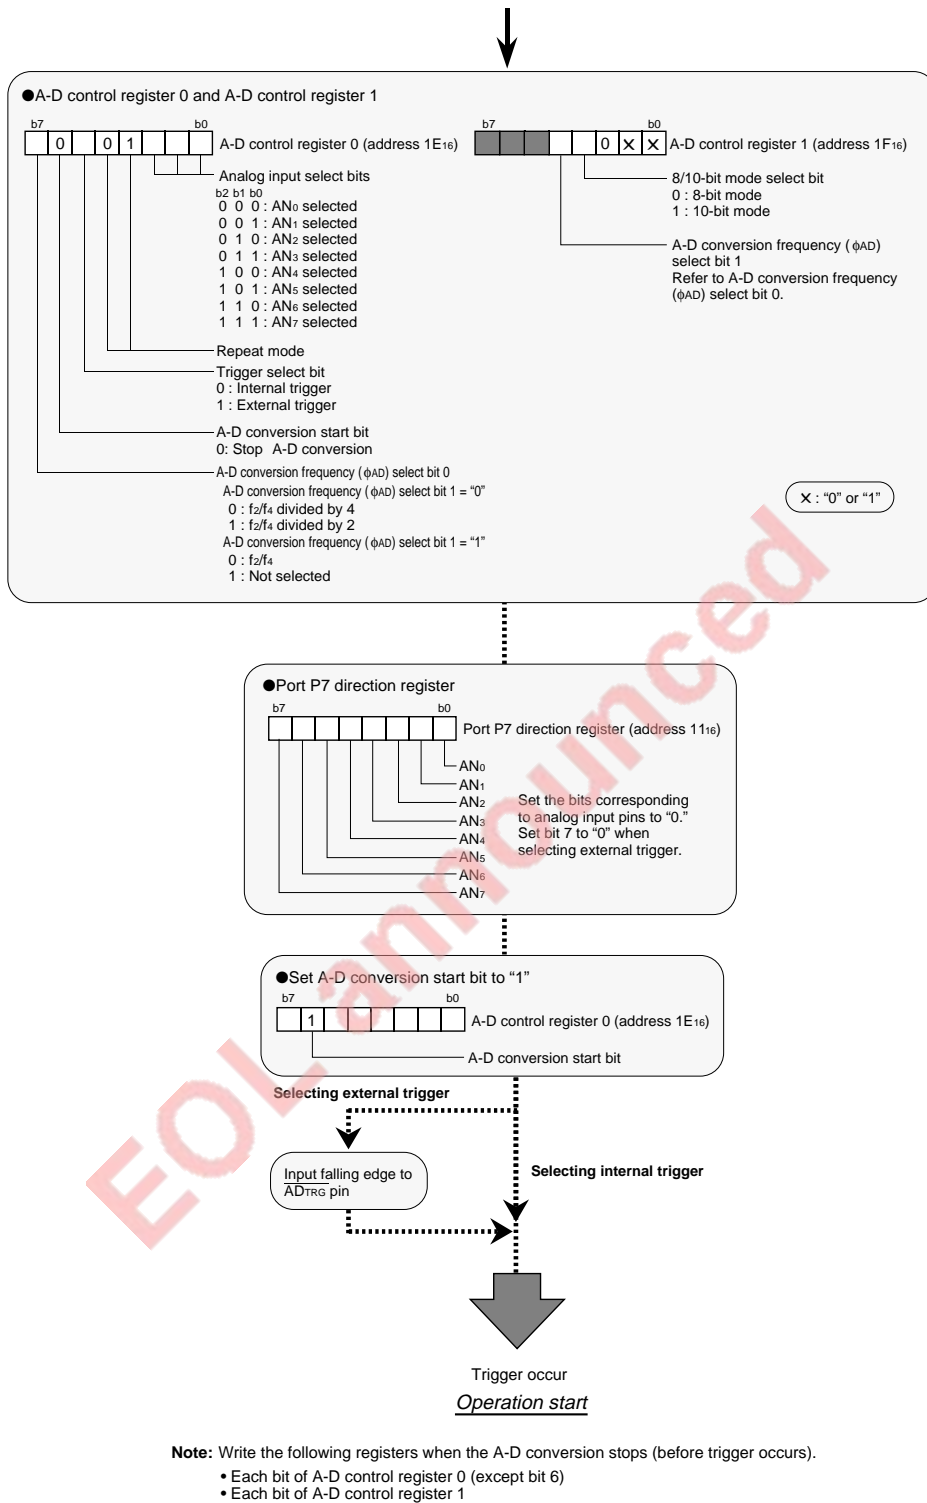 ●A-D control register 0 and A-D control register 1
b7 b0
0 0 1 A-D control register 0 (address 1E16)
Analog input select bits
b2 b1 b0
0 0 0 : AN0 selected
0 0 1 : AN1 selected
0 1 0 : AN2 selected
0 1 1 : AN3 selected
1 0 0 : AN4 selected
1 0 1 : AN5 selected
1 1 0 : AN6 selected
1 1 1 : AN7 selected
Repeat mode
Trigger select bit
0 : Internal trigger
1 : External trigger
A-D conversion start bit
0: Stop A-D conversion
A-D conversion frequency (φAD) select bit 0
A-D conversion frequency (φAD) select bit 1 = “0”
0 : f2/f4 divided by 4
1 : f2/f4 divided by 2
A-D conversion frequency (φAD) select bit 1 = “1”
0 : f2/f4
1 : Not selected
b7 b0
0 × × A-D control register 1 (address 1F16)
8/10-bit mode select bit
0 : 8-bit mode
1 : 10-bit mode
A-D conversion frequency (φAD)
select bit 1
Refer to A-D conversion frequency
(φAD) select bit 0.
× : “0” or “1”
●Port P7 direction register
b7 b0
Port P7 direction register (address 1116)
AN0
AN1
AN2
AN3
AN4
AN5
AN6
AN7
Set the bits corresponding
to analog input pins to “0.”
Set bit 7 to “0” when
selecting external trigger.
●Set A-D conversion start bit to “1”
b7 b0
1 A-D control register 0 (address 1E16)
A-D conversion start bit
Selecting external trigger
Input falling edge to
ADTRG pin
Selecting internal trigger
Trigger occur
Operation start
Note: Write the following registers when the A-D conversion stops (before trigger occurs).
• Each bit of A-D control register 0 (except bit 6)
• Each bit of A-D control register 1
EOL announced